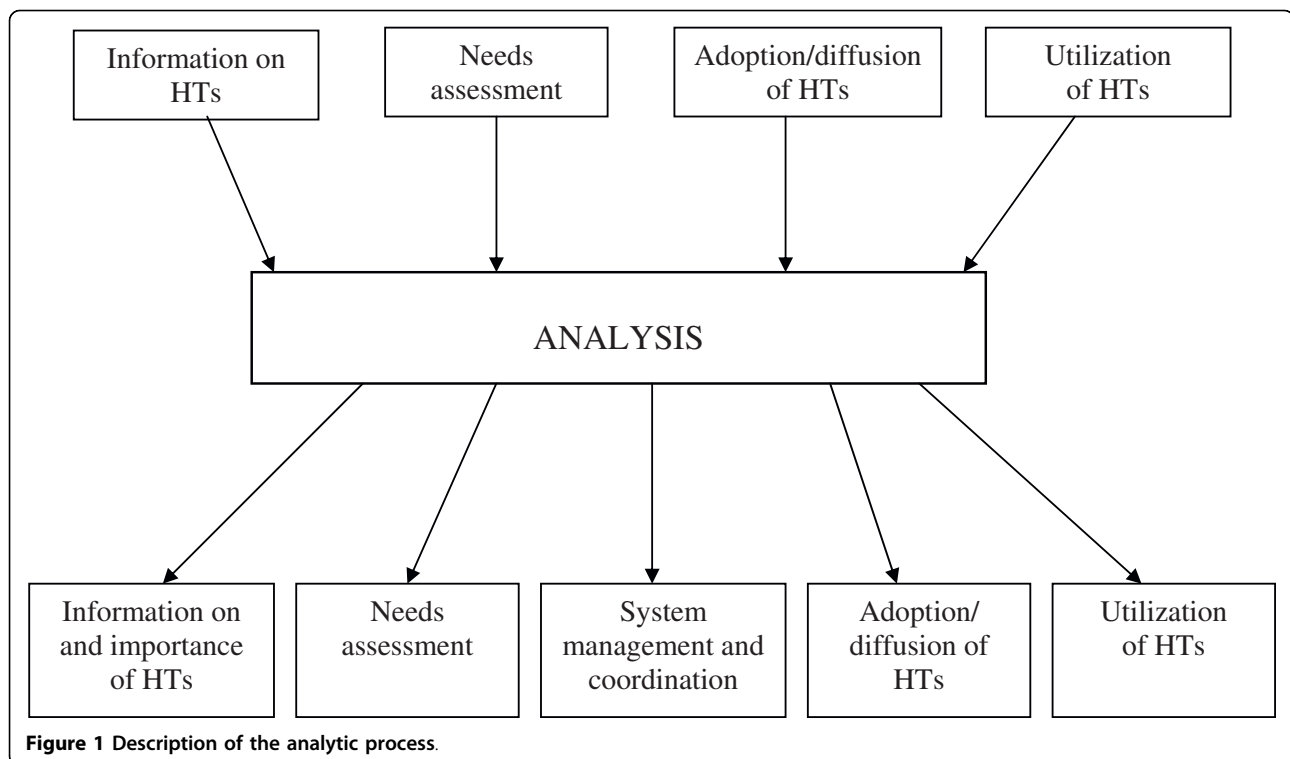 Information on
HTs
Needs
assessment
Adoption/diffusion
of HTs
Utilization
of HTs
ANALYSIS
Information on
and importance
of HTs
Needs
assessment
System
management and
coordination
Adoption/
diffusion of
HTs
Utilization
of HTs
Figure 1 Description of the analytic process.